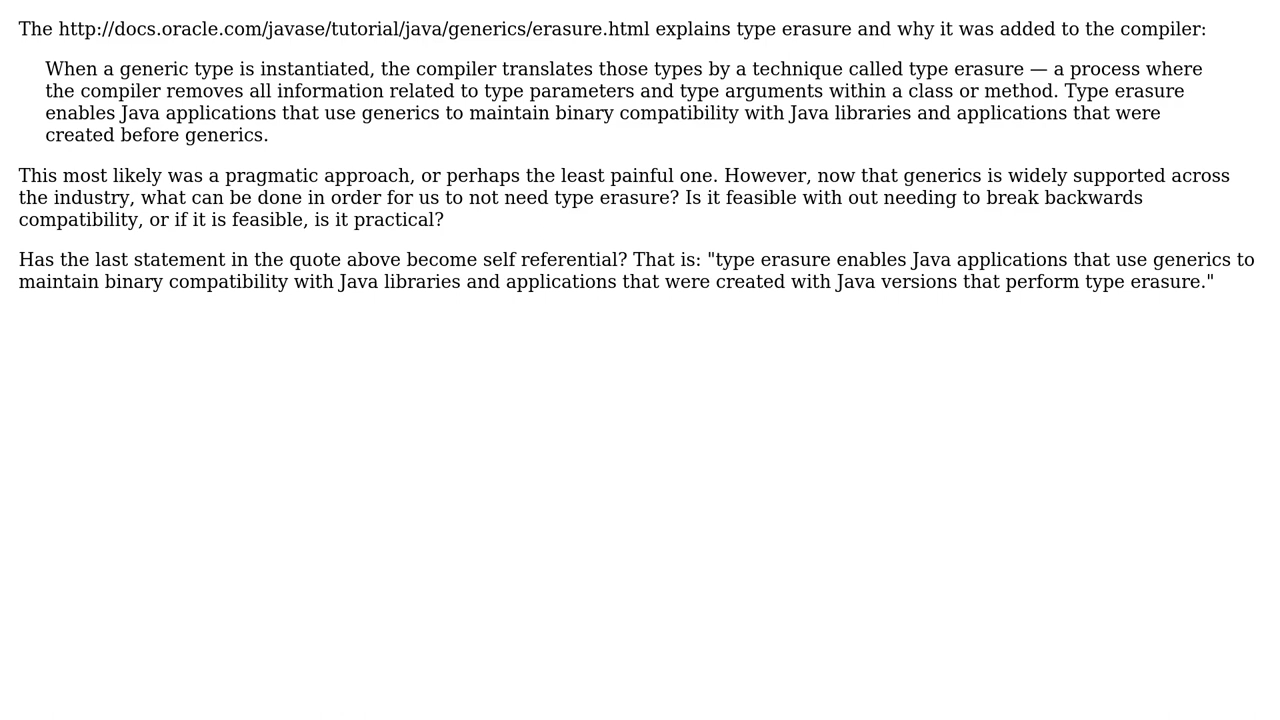 The http://docs.oracle.com/javase/tutorial/java/generics/erasure.html explains type erasure and why it was added to the compiler:
When a generic type is instantiated, the compiler translates those types by a technique called type erasure — a process where
the compiler removes all information related to type parameters and type arguments within a class or method. Type erasure
enables Java applications that use generics to maintain binary compatibility with Java libraries and applications that were
created before generics.
This most likely was a pragmatic approach, or perhaps the least painful one. However, now that generics is widely supported across
the industry, what can be done in order for us to not need type erasure? Is it feasible with out needing to break backwards
compatibility, or if it is feasible, is it practical?
Has the last statement in the quote above become self referential? That is: "type erasure enables Java applications that use generics to
maintain binary compatibility with Java libraries and applications that were created with Java versions that perform type erasure."